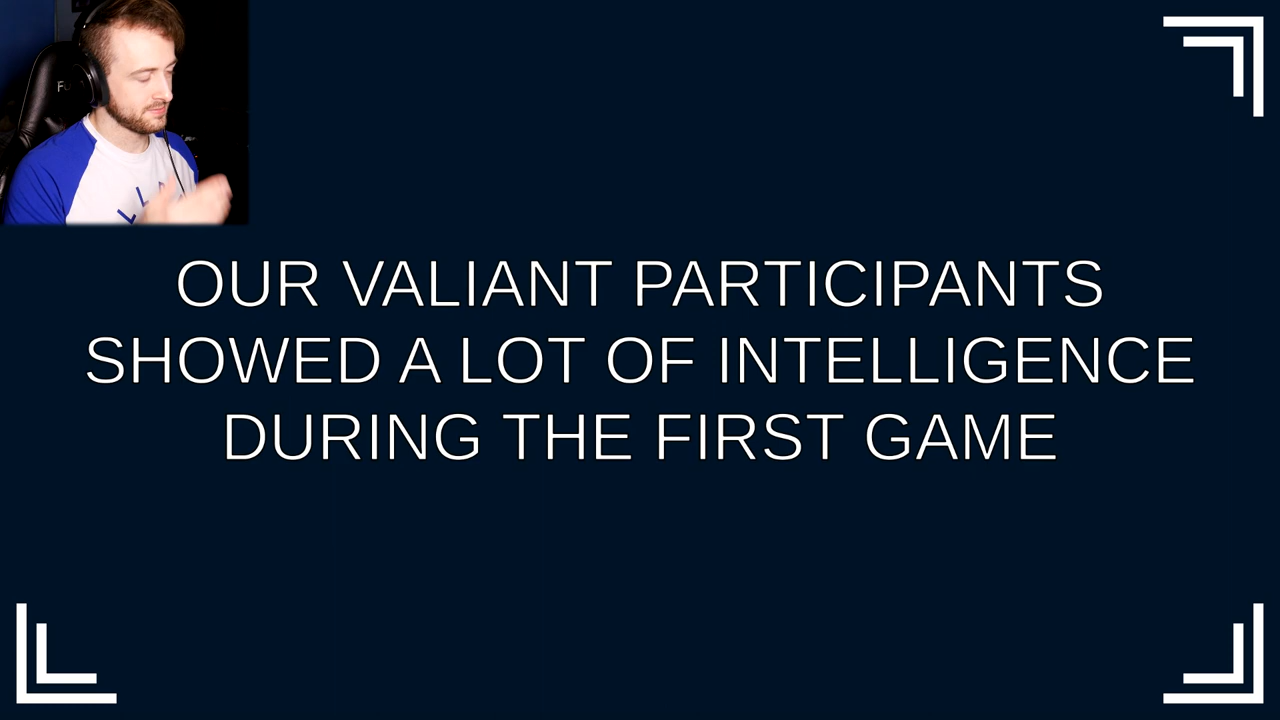 OUR VALIANT PARTICIPANTS
SHOWED A LOT OF INTELLIGENCE
DURING THE FIRST GAME